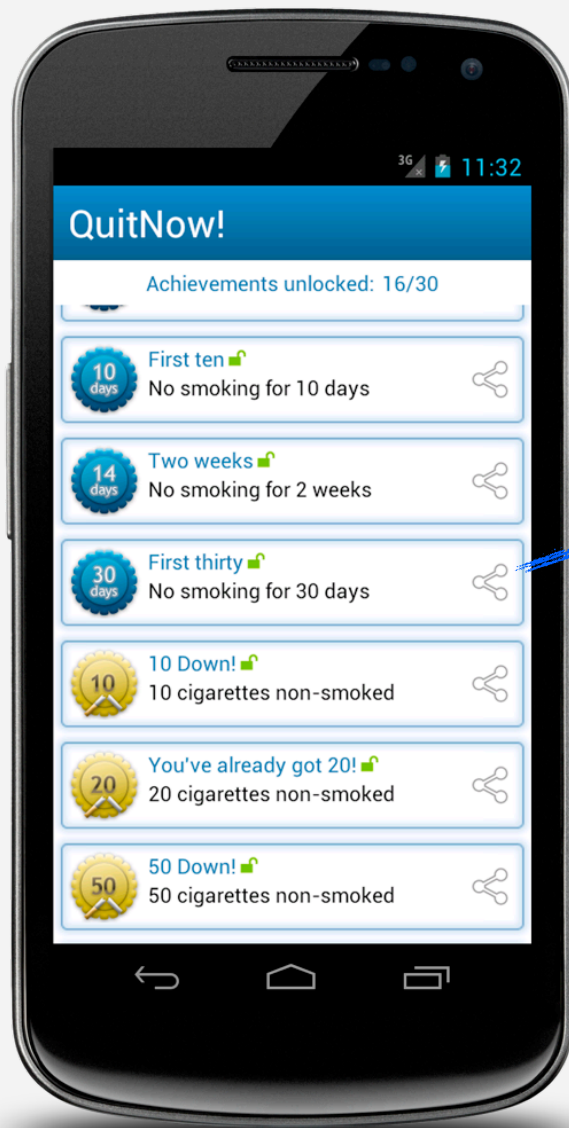 3G 11:32
QuitNow!
Achievements unlocked: 16/30
10
days
First ten
No smoking for 10 days
14
days
Two weeks
No smoking for 2 weeks
30
days
First thirty
No smoking for 30 days
10
10 Down!
10 cigarettes non-smoked
20
You've already got 20!
20 cigarettes non-smoked
50
50 Down!
50 cigarettes non-smoked